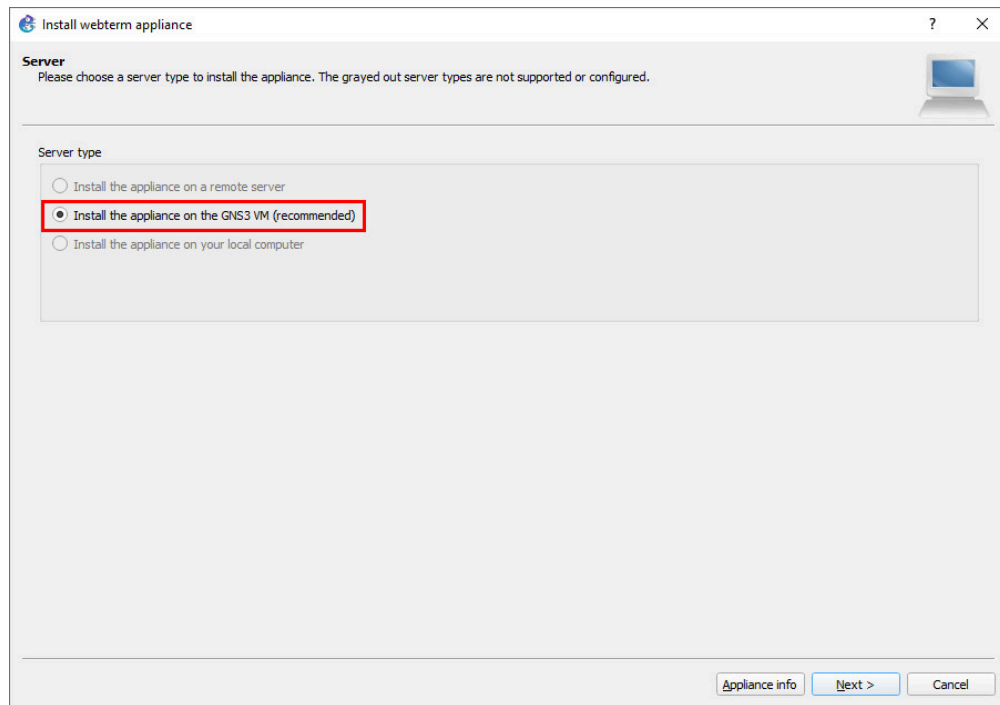 Install webterm appliance
?
Server
Please choose a server type to install the appliance. The grayed out server types are not supported or configured.
Server type
Install the appliance on a remote server
Install the appliance on the GNS3 VM (recommended)
Install the appliance on your local computer
Appliance info
Next >
Cancel